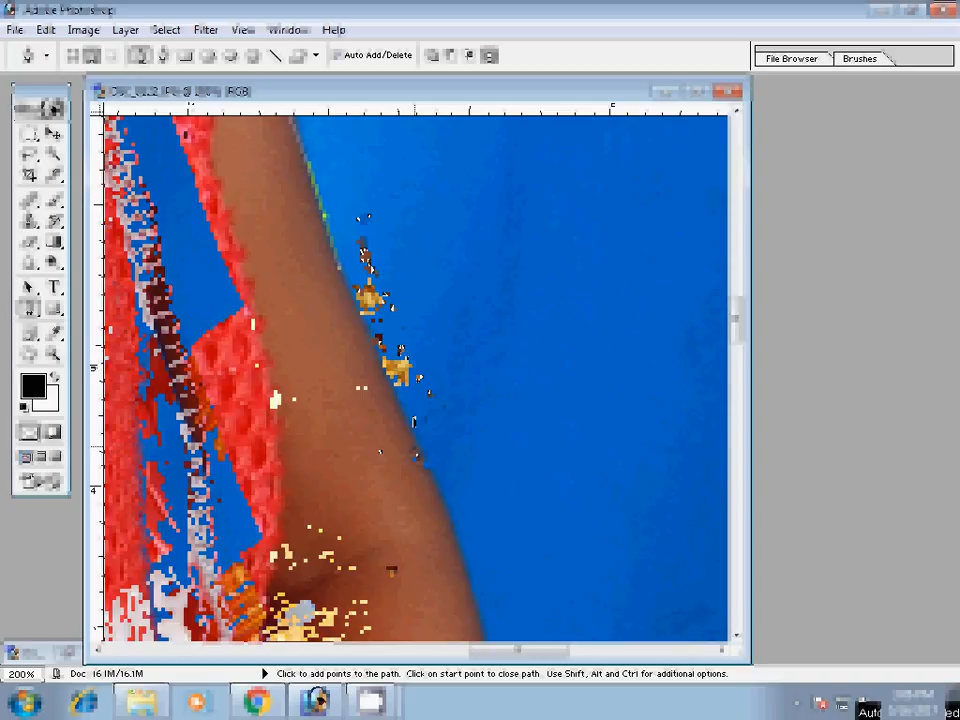 Adobe Photoshop
File Edit Image Layer Select Filter View Window Help
Auto Add/Delete
File Browser Brushes
200% Doc 16.1M/16.1M Click to add points to the path. Click on start point to close path. Use Shift, Alt and Ctrl for additional options.